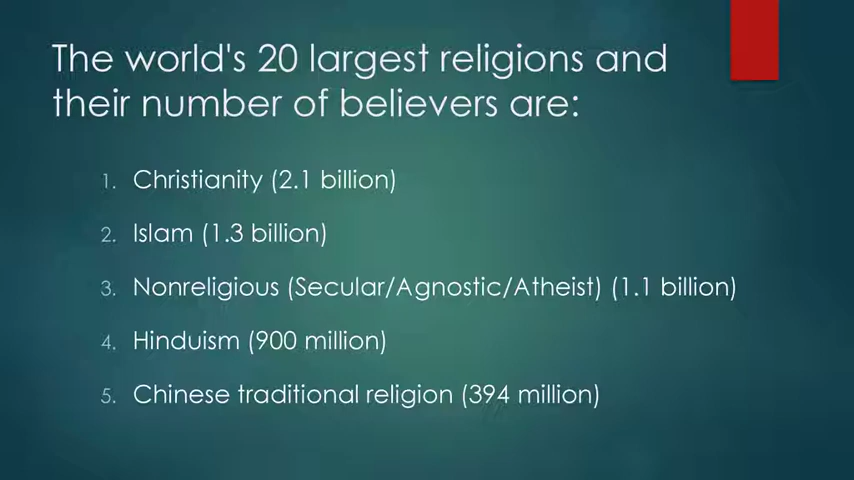 The world's 20 largest religions and
their number of believers are:
1. Christianity (2.1 billion)
2. Islam (1.3 billion)
3. Nonreligious (Secular/Agnostic/Atheist) (1.1 billion)
4. Hinduism (900 million)
5. Chinese traditional religion (394 million)